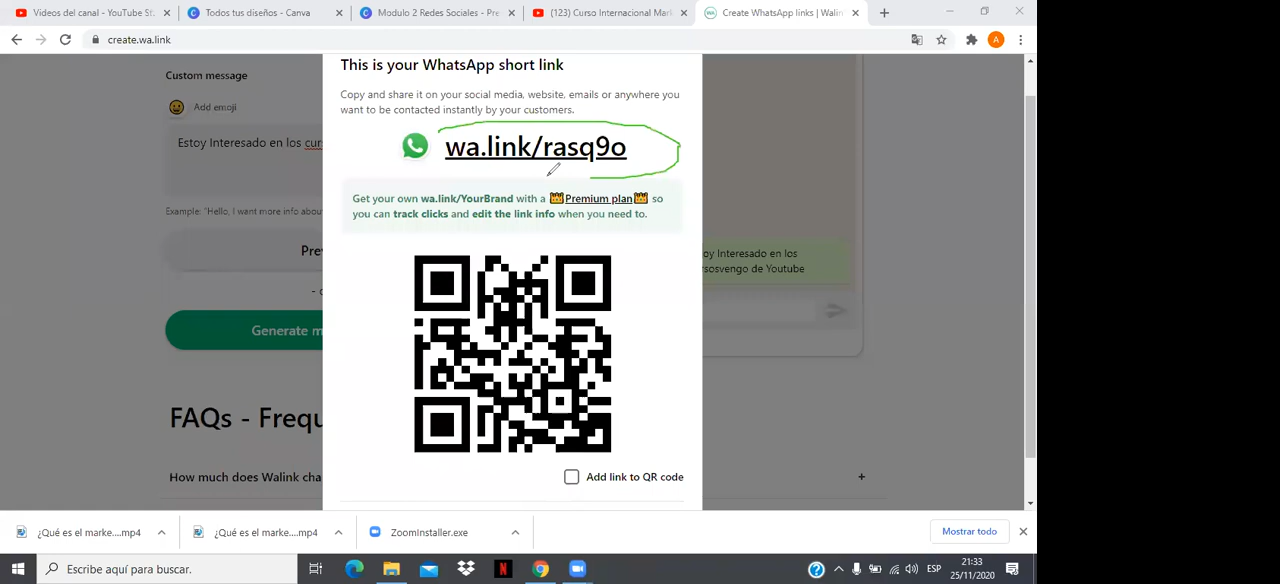 Videos del canal - YouTube St
Todos tus diseños - Canva
Modulo 2 Redes Sociales - Pre
(123) Curso Internacional Mark
Create WhatsApp links | Walin
create.wa.link
Custom message
Add emoji
Estoy Interesado en los cur
Example: "Hello, I want more info about
Pre
Generate m
FAQs - Frequ
How much does Walink cha
This is your WhatsApp short link
Copy and share it on your social media, website, emails or anywhere you
want to be contacted instantly by your customers.
wa.link/rasq9o
Get your own wa.link/YourBrand with a Premium plan so
you can track clicks and edit the link info when you need to.
Add link to QR code
oy Interesado en los
sosvengo de Youtube
¿Qué es el marke....mp4
¿Qué es el marke....mp4
ZoomInstaller.exe
Mostrar todo
Escribe aquí para buscar.
ESP
21:33
25/11/2020